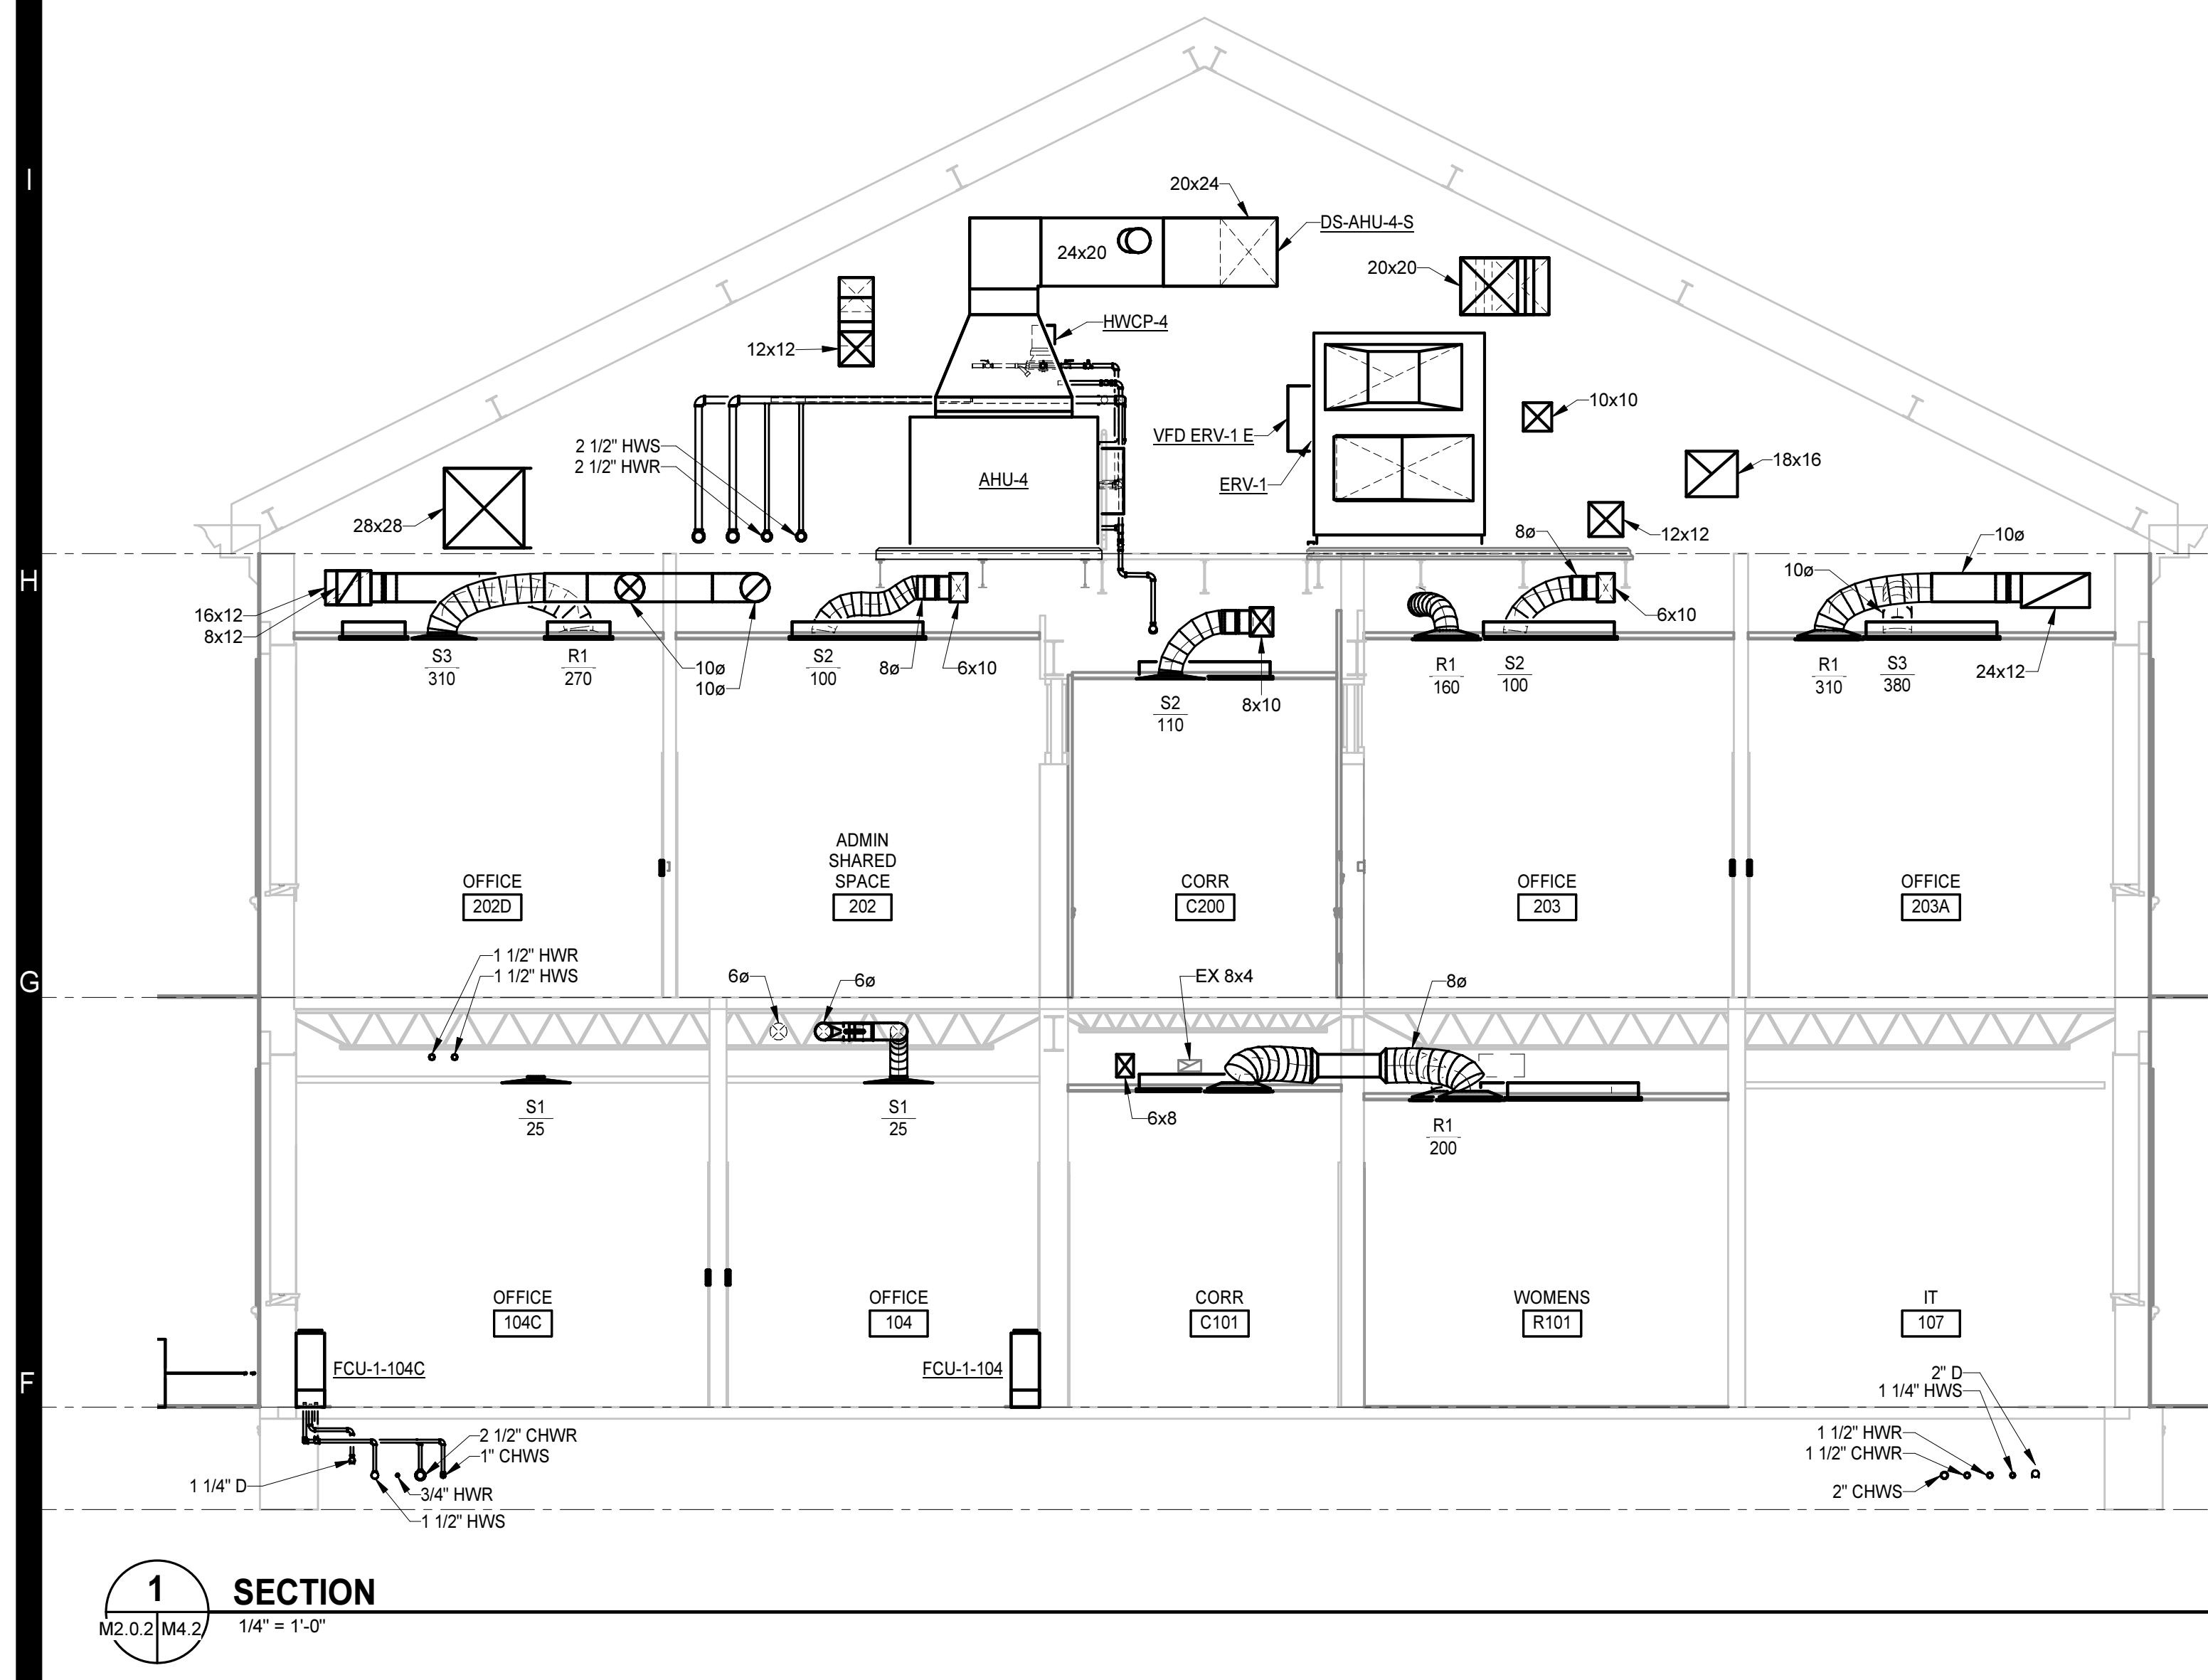 I
H
G
F
20x24
DS-AHU-4-S
24x20
20x20
HWCP-4
12x12
10x10
VFD ERV-1 E
2 1/2" HWS
2 1/2" HWR
AHU-4
ERV-1
18x16
28x28
12x12
8ø
10ø
10ø
16x12
8x12
S3
310
R1
270
10ø
10ø
S2
100
8ø
6x10
S2
110
8x10
R1
160
S2
100
6x10
R1
310
S3
380
24x12
OFFICE
202D
ADMIN
SHARED
SPACE
202
CORR
C200
OFFICE
203
OFFICE
203A
1 1/2" HWR
1 1/2" HWS
6ø
6ø
EX 8x4
8ø
S1
25
S1
25
6x8
R1
200
OFFICE
104C
OFFICE
104
CORR
C101
WOMENS
R101
IT
107
FCU-1-104C
FCU-1-104
2" D
1 1/4" HWS
1 1/2" HWR
1 1/2" CHWR
2" CHWS
2 1/2" CHWR
1" CHWS
1 1/4" D
3/4" HWR
1 1/2" HWS
1
M2.0.2
M4.2
SECTION
1/4" = 1'-0"